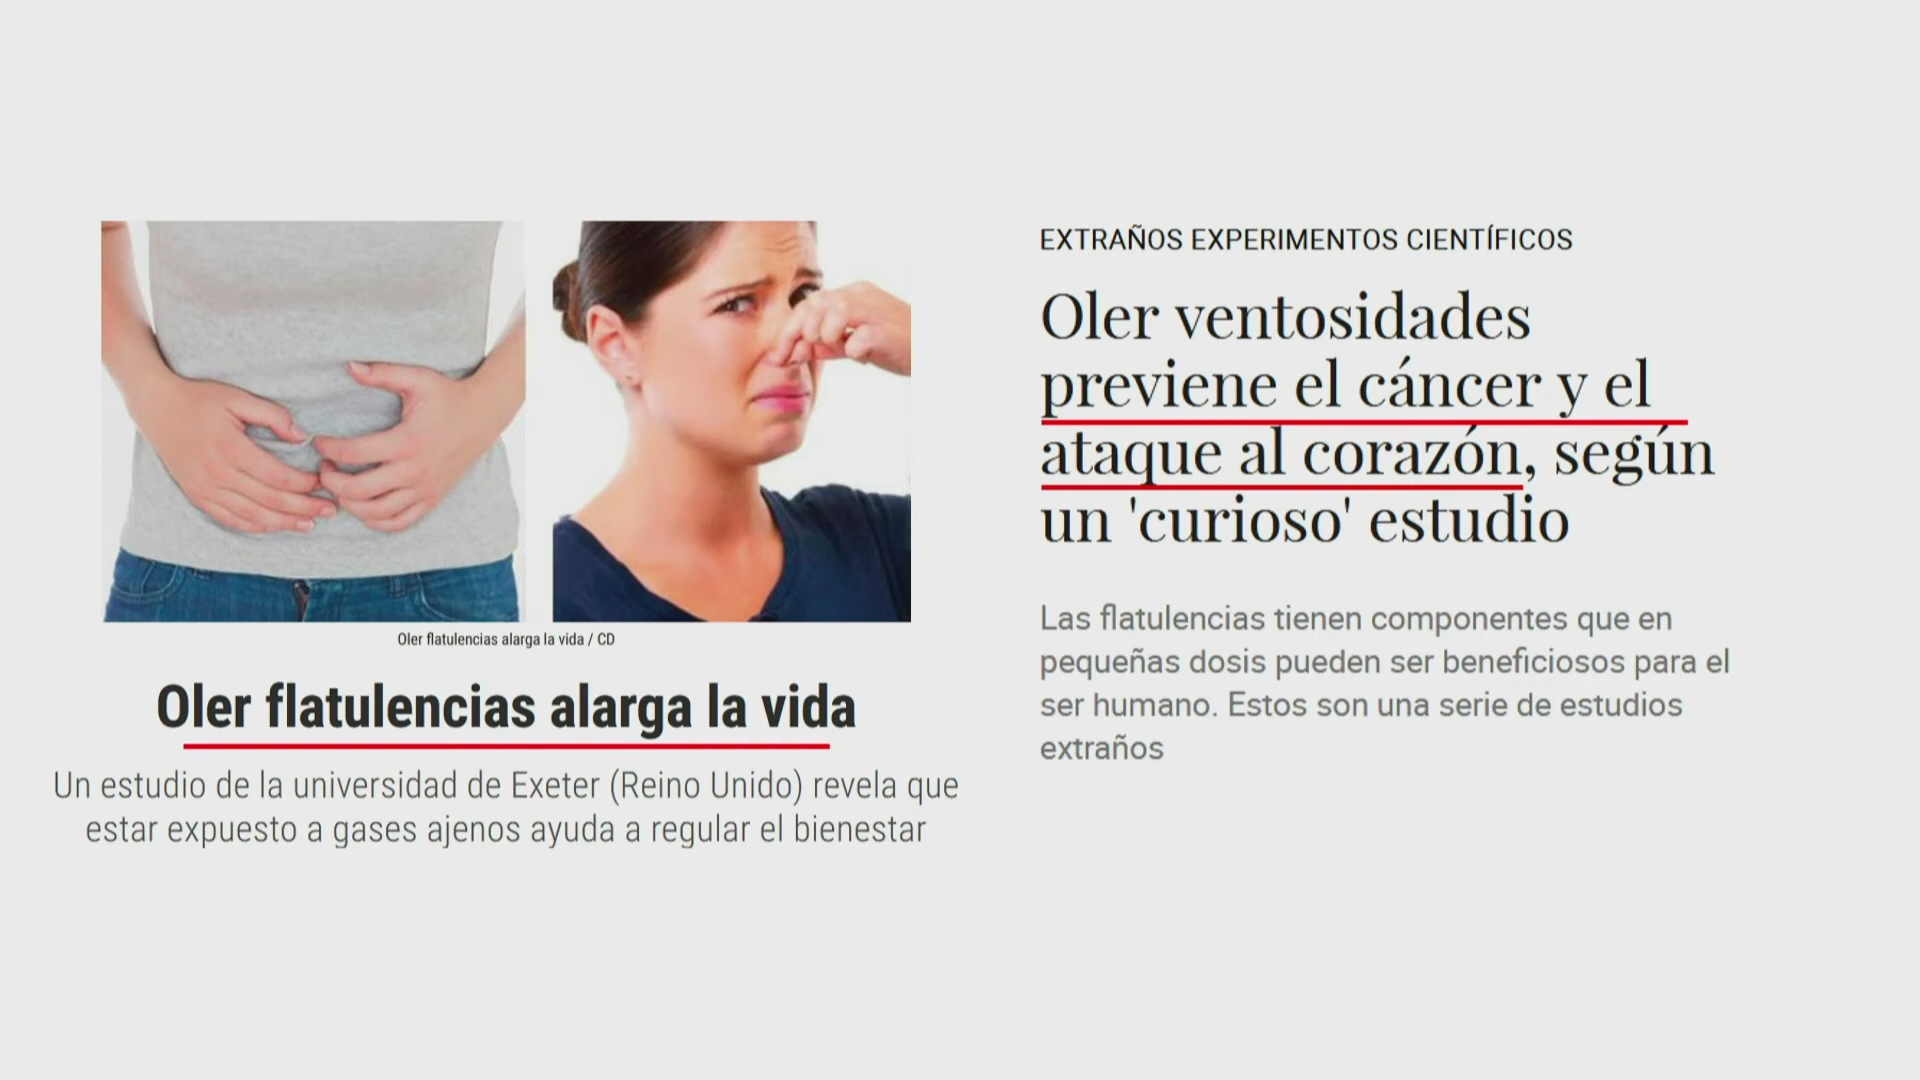 Oler flatulencias alarga la vida / CD
Oler flatulencias alarga la vida
Un estudio de la universidad de Exeter (Reino Unido) revela que
estar expuesto a gases ajenos ayuda a regular el bienestar
EXTRAÑOS EXPERIMENTOS CIENTÍFICOS
Oler ventosidades
previene el cáncer y el
ataque al corazón, según
un 'curioso' estudio
Las flatulencias tienen componentes que en
pequeñas dosis pueden ser beneficiosos para el
ser humano. Estos son una serie de estudios
extraños